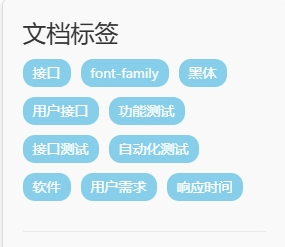 文档标签
接口 font-family 黑体
用户接口 功能测试
接口测试 自动化测试
软件 用户需求 响应时间